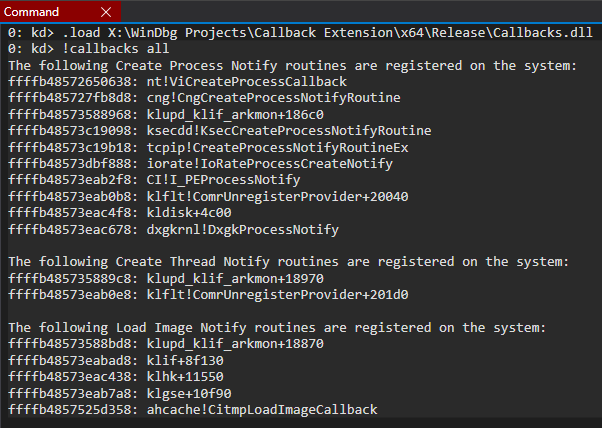 Command
0: kd> .load X:\WinDbg Projects\Callback Extension\x64\Release\Callbacks.dll
0: kd> !callbacks all
The following Create Process Notify routines are registered on the system:
ffffb48572650638: nt!ViCreateProcessCallback
ffffb485727fb8d8: cng!CngCreateProcessNotifyRoutine
ffffb48573588968: klupd_klif_arkmon+186c0
ffffb48573c19098: ksecdd!KsecCreateProcessNotifyRoutine
ffffb48573c19b18: tcpip!CreateProcessNotifyRoutineEx
ffffb48573dbf888: iorate!IoRateProcessCreateNotify
ffffb48573eab2f8: CI!I_PEProcessNotify
ffffb48573eab0b8: klflt!ComrUnregisterProvider+20040
ffffb48573eac4f8: kldisk+4c00
ffffb48573eac678: dxgkrnl!DxgkProcessNotify
The following Create Thread Notify routines are registered on the system:
ffffb485735889c8: klupd_klif_arkmon+18970
ffffb48573eab0e8: klflt!ComrUnregisterProvider+201d0
The following Load Image Notify routines are registered on the system:
ffffb48573588bd8: klupd_klif_arkmon+18870
ffffb48573eabad8: klif+8f130
ffffb48573eac438: klhk+11550
ffffb48573eab7a8: klgse+10f90
ffffb4857525d358: ahcache!CitmpLoadImageCallback